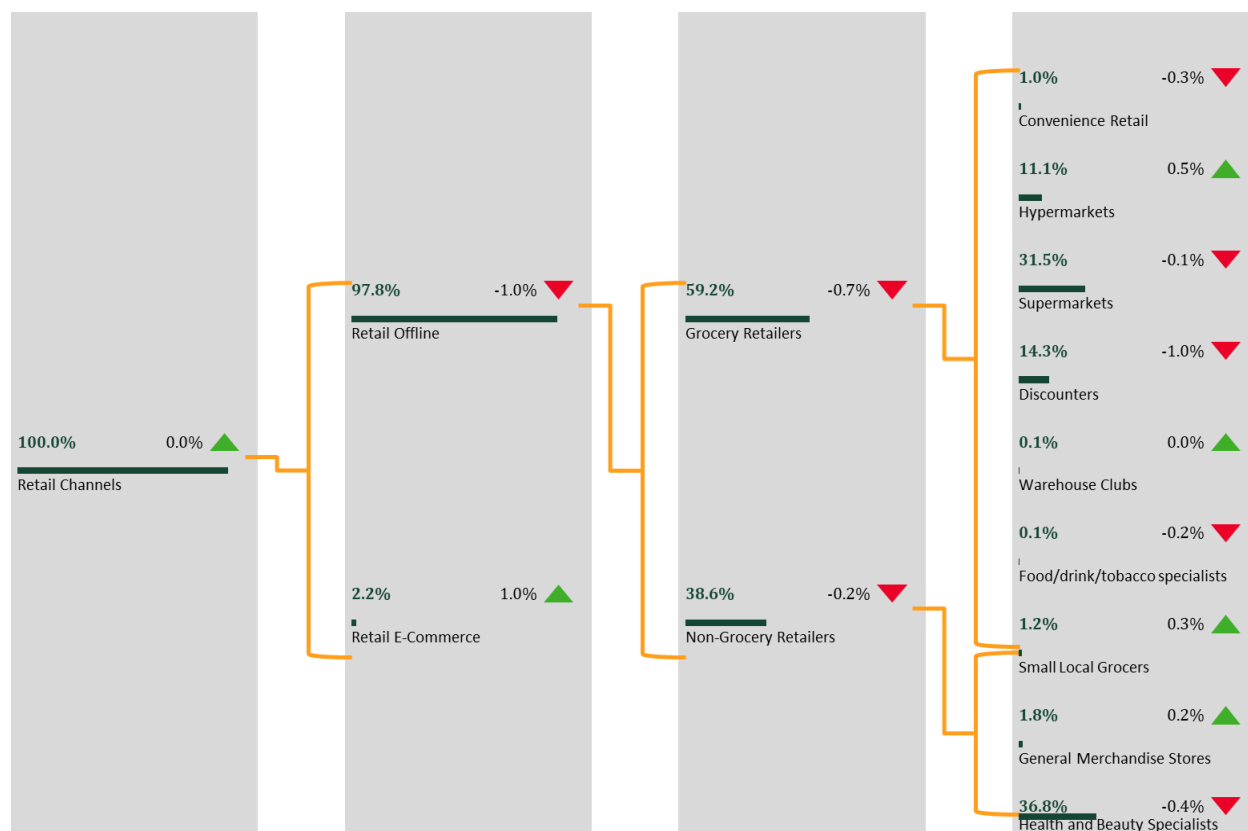 100.0% 0.0%
Retail Channels
97.8% -1.0%
Retail Offline
2.2% 1.0%
Retail E-Commerce
59.2% -0.7%
Grocery Retailers
38.6% -0.2%
Non-Grocery Retailers
1.0% -0.3%
Convenience Retail
11.1% 0.5%
Hypermarkets
31.5% -0.1%
Supermarkets
14.3% -1.0%
Discounters
0.1% 0.0%
Warehouse Clubs
0.1% -0.2%
Food/drink/tobacco specialists
1.2% 0.3%
Small Local Grocers
1.8% 0.2%
General Merchandise Stores
36.8% -0.4%
Health and Beauty Specialists